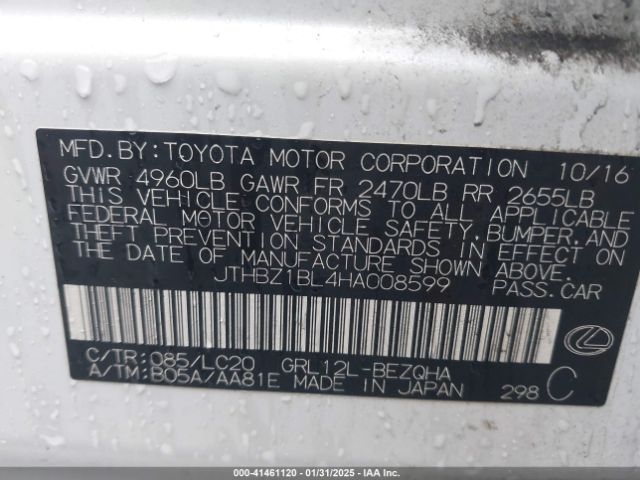 MFD.BY:TOYOTA MOTOR CORPORATION 10/16
GVWR 4960LB GAWR FR 2470LB RR 2655LB
THIS VEHICLE CONFORMS TO ALL APPLICABLE
FEDERAL MOTOR VEHICLE SAFETY,BUMPER,AND
THEFT PREVENTION STANDARDS IN EFFECT ON
THE DATE OF MANUFACTURE SHOWN ABOVE.
JTHBZ1BL4HA008599 PASS.CAR
C/TR:085/LC20 GRL12L-BEZQHA
A/TM:B05A/AA81E MADE IN JAPAN 298 C
000-41461120 - 01/31/2025 - IAA Inc.